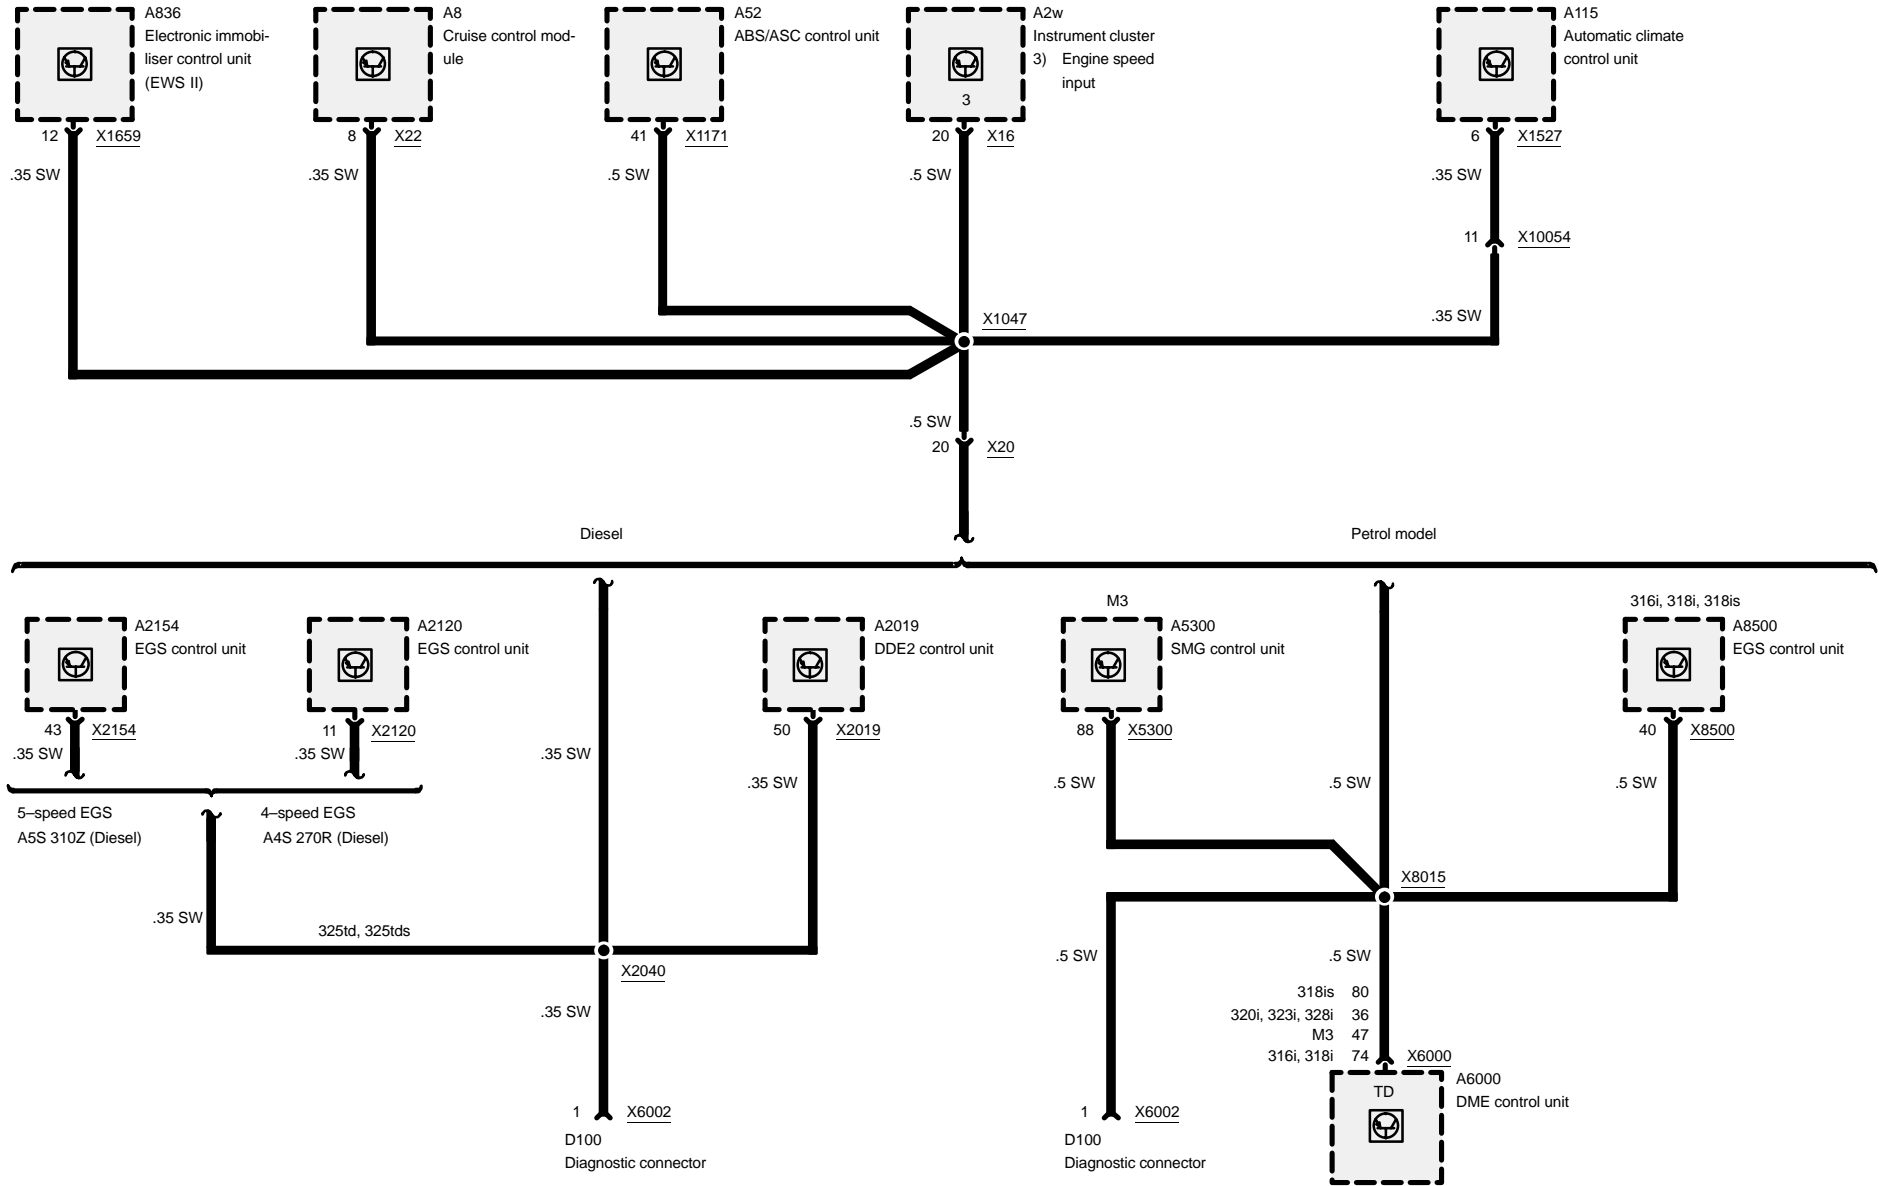 A836
Electronic immobi-
liser control unit
(EWS II)
A8
Cruise control mod-
ule
A52
ABS/ASC control unit
A2w
Instrument cluster
3) Engine speed
input
3
A115
Automatic climate
control unit
12 X1659
8 X22
41 X1171
20 X16
6 X1527
.35 SW
.35 SW
.5 SW
.5 SW
.35 SW
11 X10054
.35 SW
X1047
.5 SW
20 X20
Diesel
Petrol model
A2154
EGS control unit
A2120
EGS control unit
A2019
DDE2 control unit
M3
A5300
SMG control unit
316i, 318i, 318is
A8500
EGS control unit
43 X2154
11 X2120
50 X2019
88 X5300
40 X8500
.35 SW
.35 SW
.35 SW
.35 SW
.5 SW
.5 SW
.5 SW
5–speed EGS
A5S 310Z (Diesel)
4–speed EGS
A4S 270R (Diesel)
X8015
.35 SW
325td, 325tds
X2040
.35 SW
.5 SW
.5 SW
318is 80
320i, 323i, 328i 36
M3 47
316i, 318i 74 X6000
A6000
DME control unit
TD
1 X6002
D100
Diagnostic connector
1 X6002
D100
Diagnostic connector